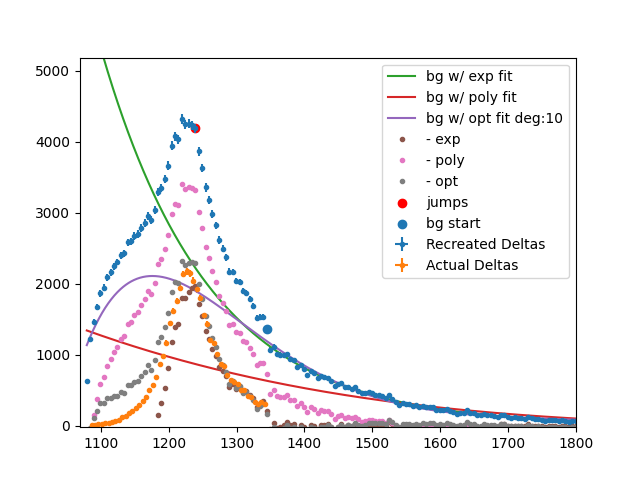 5000
4000
3000
2000
1000
0
1100 1200 1300 1400 1500 1600 1700 1800
bg w/ exp fit
bg w/ poly fit
bg w/ opt fit deg:10
- exp
- poly
- opt
jumps
bg start
Recreated Deltas
Actual Deltas